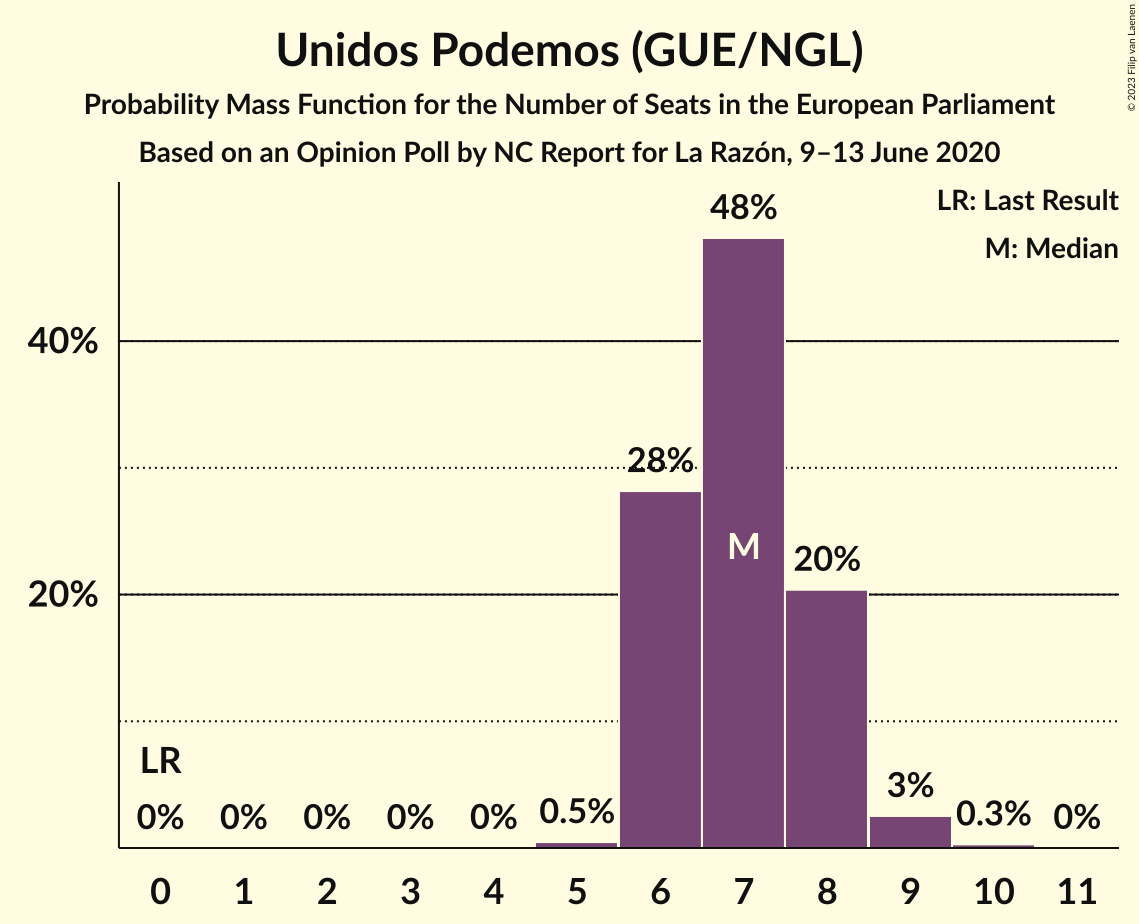 Unidos Podemos (GUE/NGL)
Probability Mass Function for the Number of Seats in the European Parliament
Based on an Opinion Poll by NC Report for La Razón, 9–13 June 2020
© 2023 Filip van Laenen
LR: Last Result
M: Median
48%
40%
28%
M
20%
20%
LR
0% 0% 0% 0% 0% 0.5% 3% 0.3% 0%
0 1 2 3 4 5 6 7 8 9 10 11